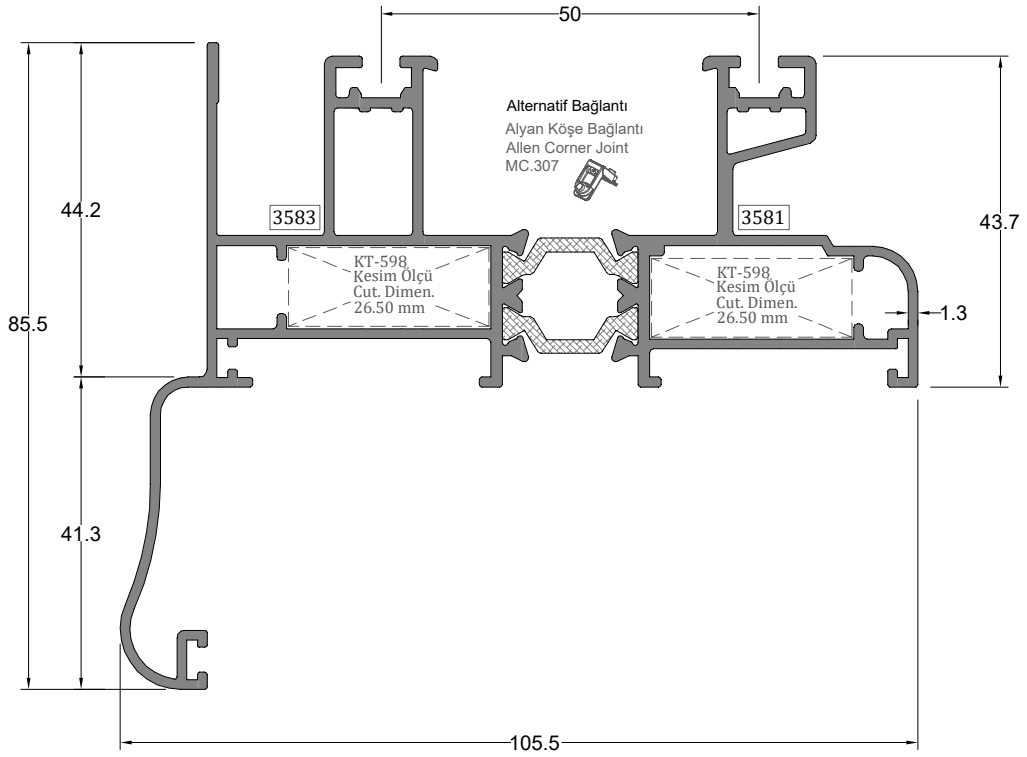 50
Alternatif Bağlantı
Alyan Köşe Bağlantı
Allen Corner Joint
MC.307
44.2
3583
3581
43.7
KT-598
Kesim Ölçü
Cut. Dimen.
26.50 mm
KT-598
Kesim Ölçü
Cut. Dimen.
26.50 mm
1.3
85.5
41.3
105.5